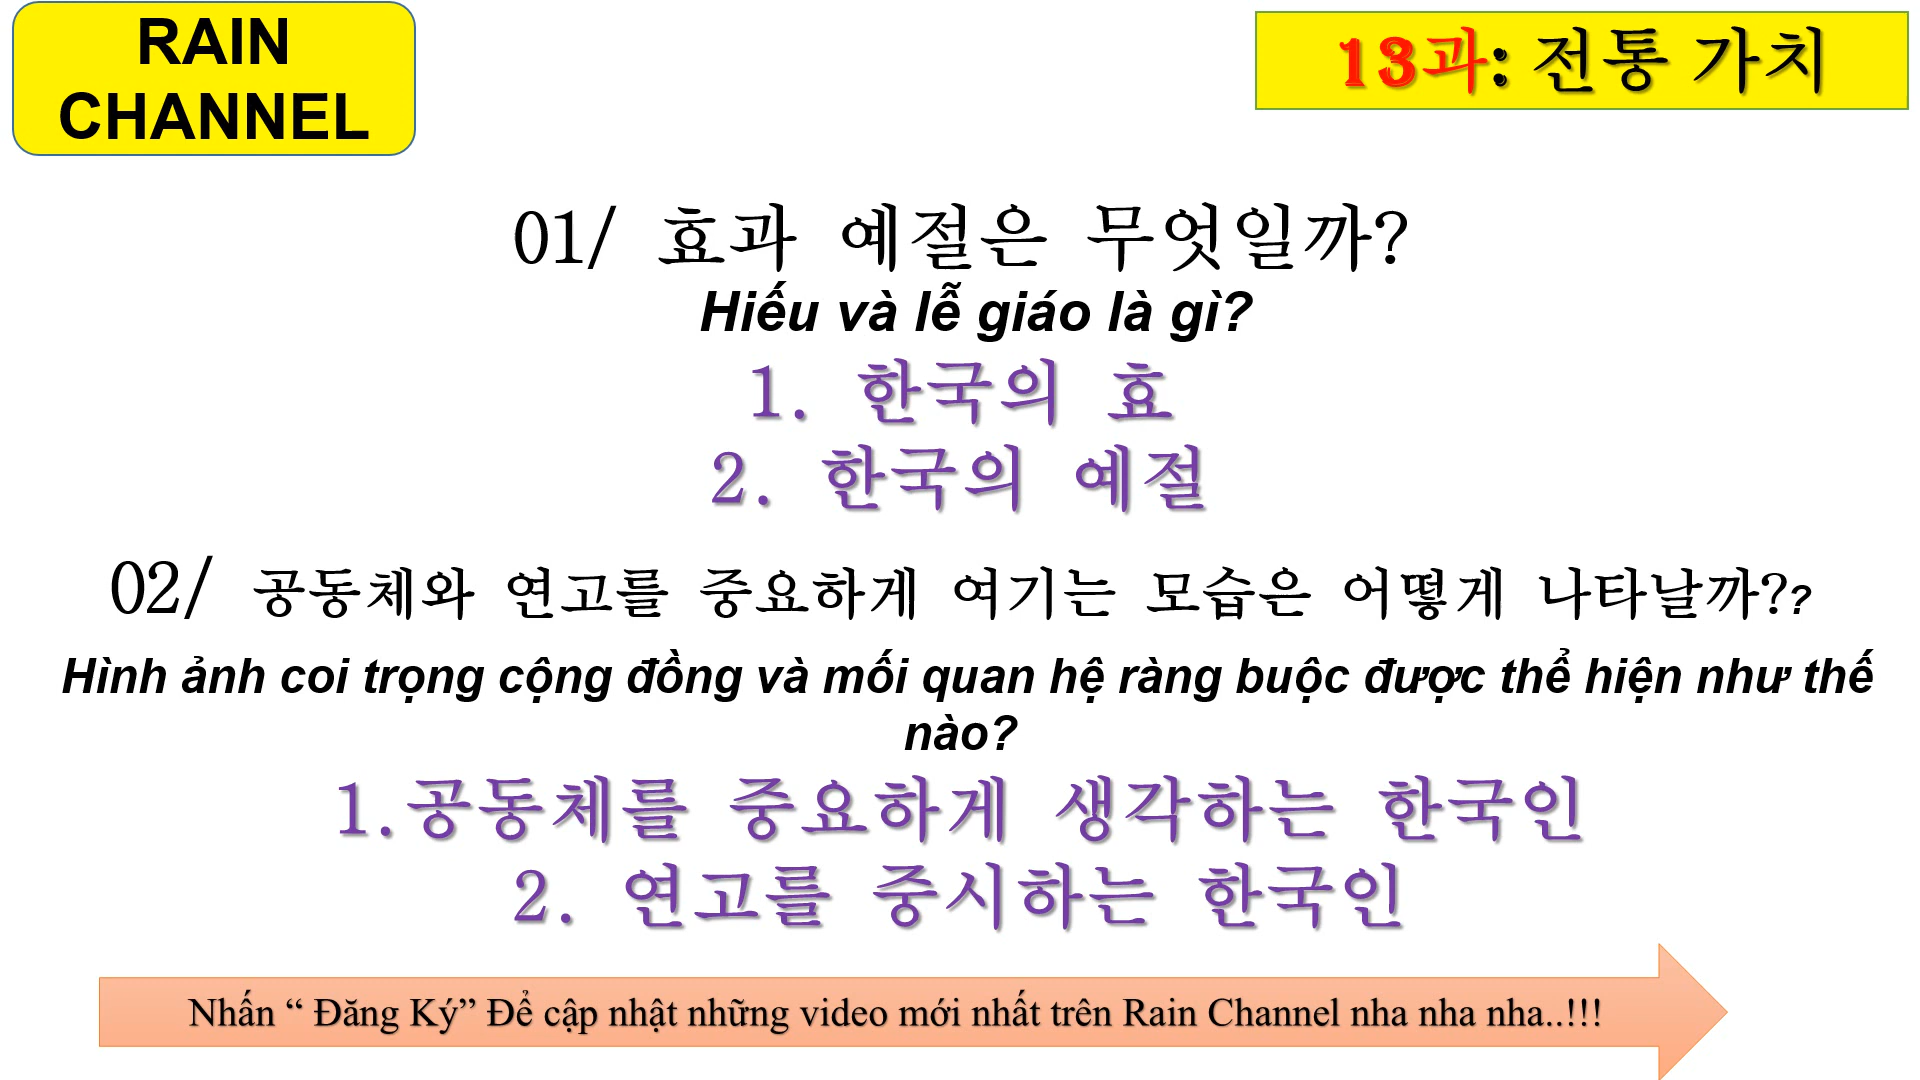 RAIN
CHANNEL
13과: 전통 가치
01/ 효과 예절은 무엇일까?
Hiếu và lễ giáo là gì?
1. 한국의 효
2. 한국의 예절
02/ 공동체와 연고를 중요하게 여기는 모습은 어떻게 나타날까??
Hình ảnh coi trọng cộng đồng và mối quan hệ ràng buộc được thể hiện như thế
nào?
1.공동체를 중요하게 생각하는 한국인
2. 연고를 중시하는 한국인
Nhấn “ Đăng Ký” Để cập nhật những video mới nhất trên Rain Channel nha nha nha..!!!